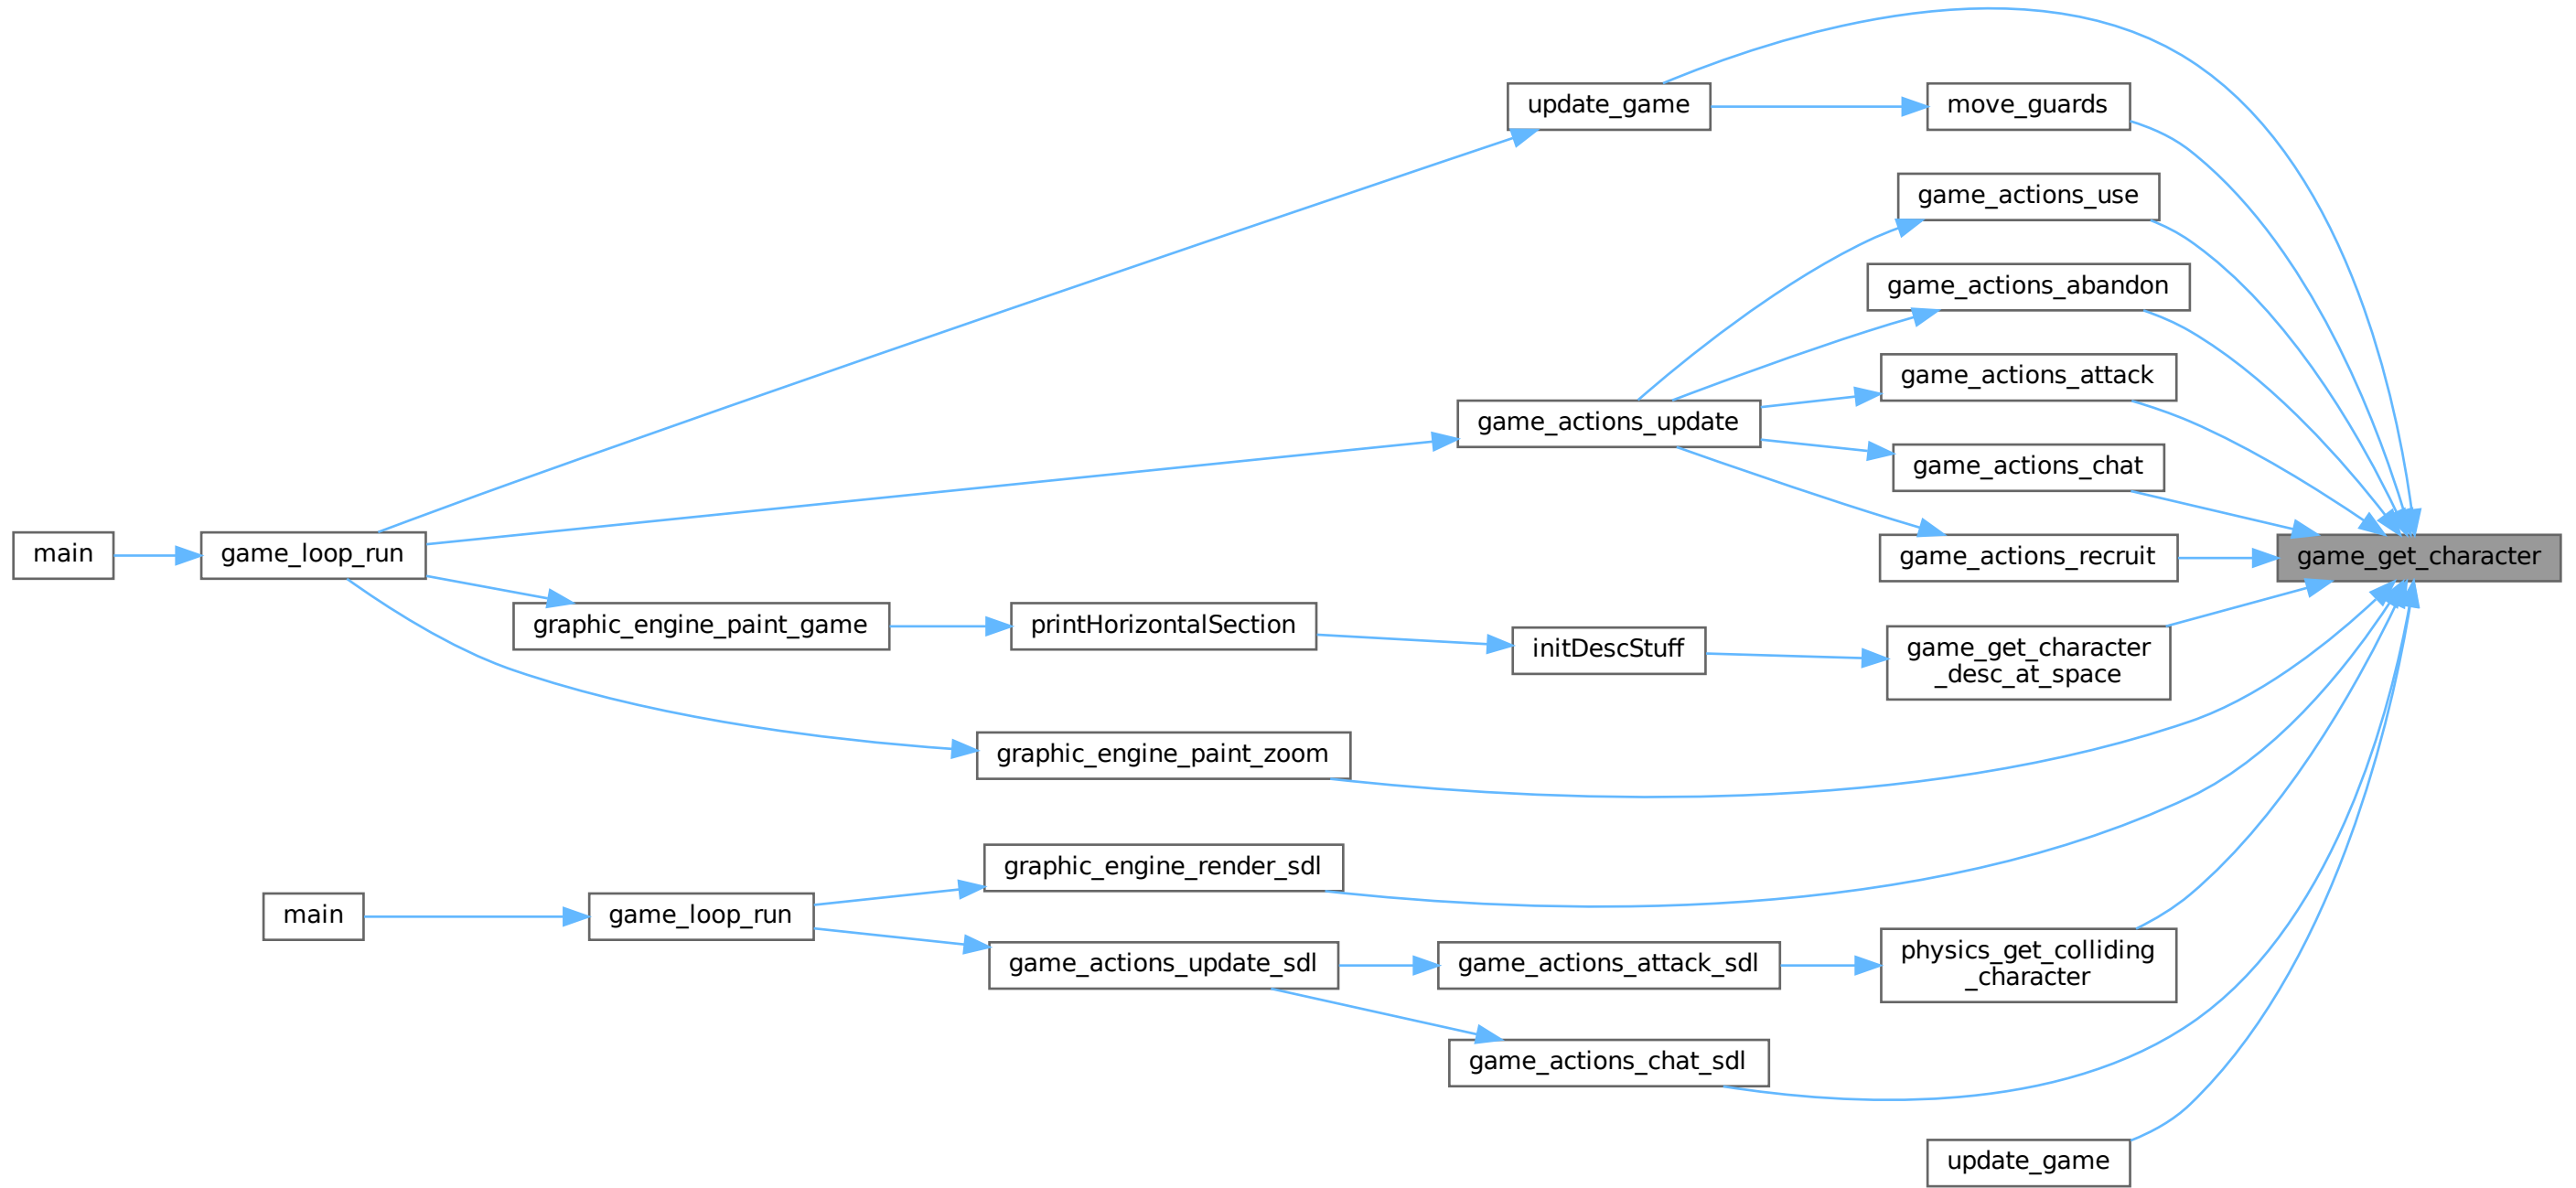 update_game
move_guards
game_actions_use
game_actions_abandon
game_actions_attack
game_actions_update
game_actions_chat
main
game_loop_run
game_actions_recruit
game_get_character
graphic_engine_paint_game
printHorizontalSection
initDescStuff
game_get_character
_desc_at_space
graphic_engine_paint_zoom
graphic_engine_render_sdl
main
game_loop_run
game_actions_update_sdl
game_actions_attack_sdl
physics_get_colliding
_character
game_actions_chat_sdl
update_game